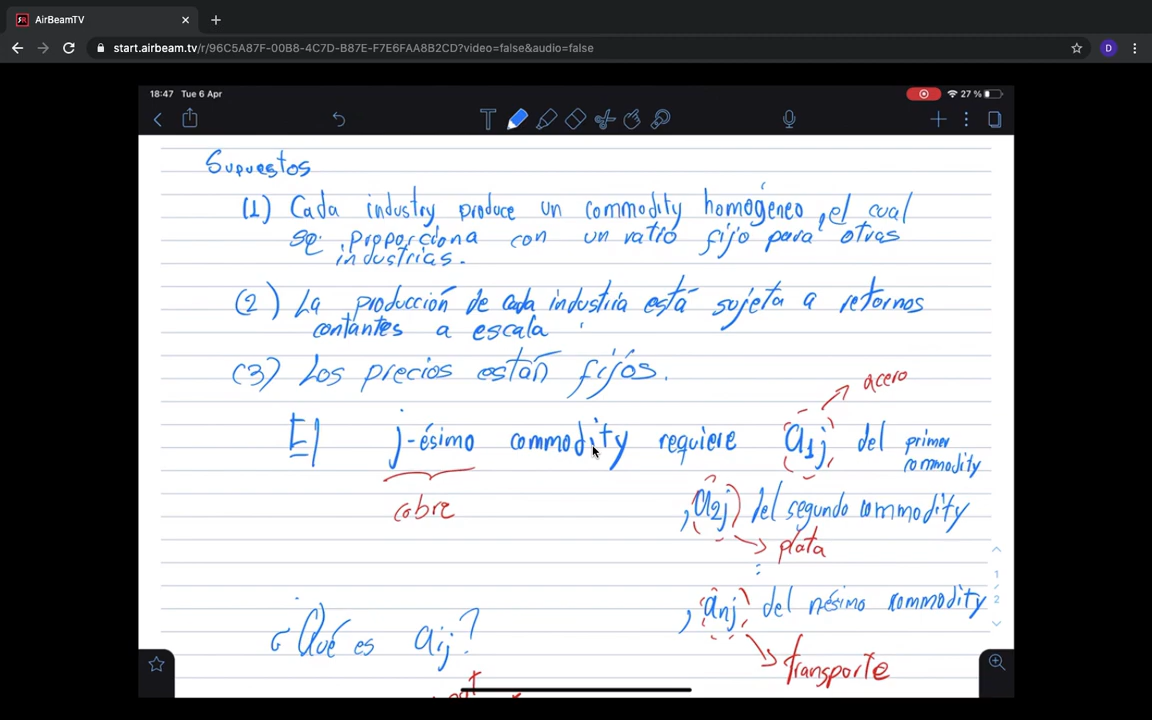 AirBeamTV
start.airbeam.tv/r/96C5A87F-00B8-4C7D-B87E-F7E6FAA8B2CD?video=false&audio=false
D
18:47 Tue 6 Apr
27 %
T
Supuestos
(1) Cada industry produce un commodity homogéneo, el cual
se proporciona con un ratio fijo para otras
industrias.
(2) La producción de cada industria está sujeta a retornos
contantes a escala.
(3) Los precios están fijos.
acero
El j-ésimo commodity requiere a1j del primer
commodity
cobre
, a2j del segundo commodity
plata
:
1
/
2
, anj del nésimo commodity
¿Qué es aij?
transporte